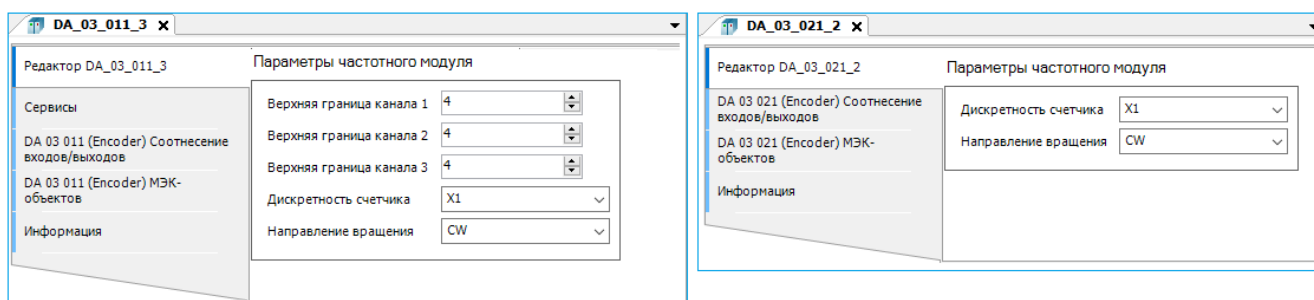 DA_03_011_3
Редактор DA_03_011_3
Сервисы
DA 03 011 (Encoder) Соотнесение
входов/выходов
DA 03 011 (Encoder) МЭК-
объектов
Информация
Параметры частотного модуля
Верхняя граница канала 1 4
Верхняя граница канала 2 4
Верхняя граница канала 3 4
Дискретность счетчика X1
Направление вращения CW
DA_03_021_2
Редактор DA_03_021_2
DA 03 021 (Encoder) Соотнесение
входов/выходов
DA 03 021 (Encoder) МЭК-
объектов
Информация
Параметры частотного модуля
Дискретность счетчика X1
Направление вращения CW